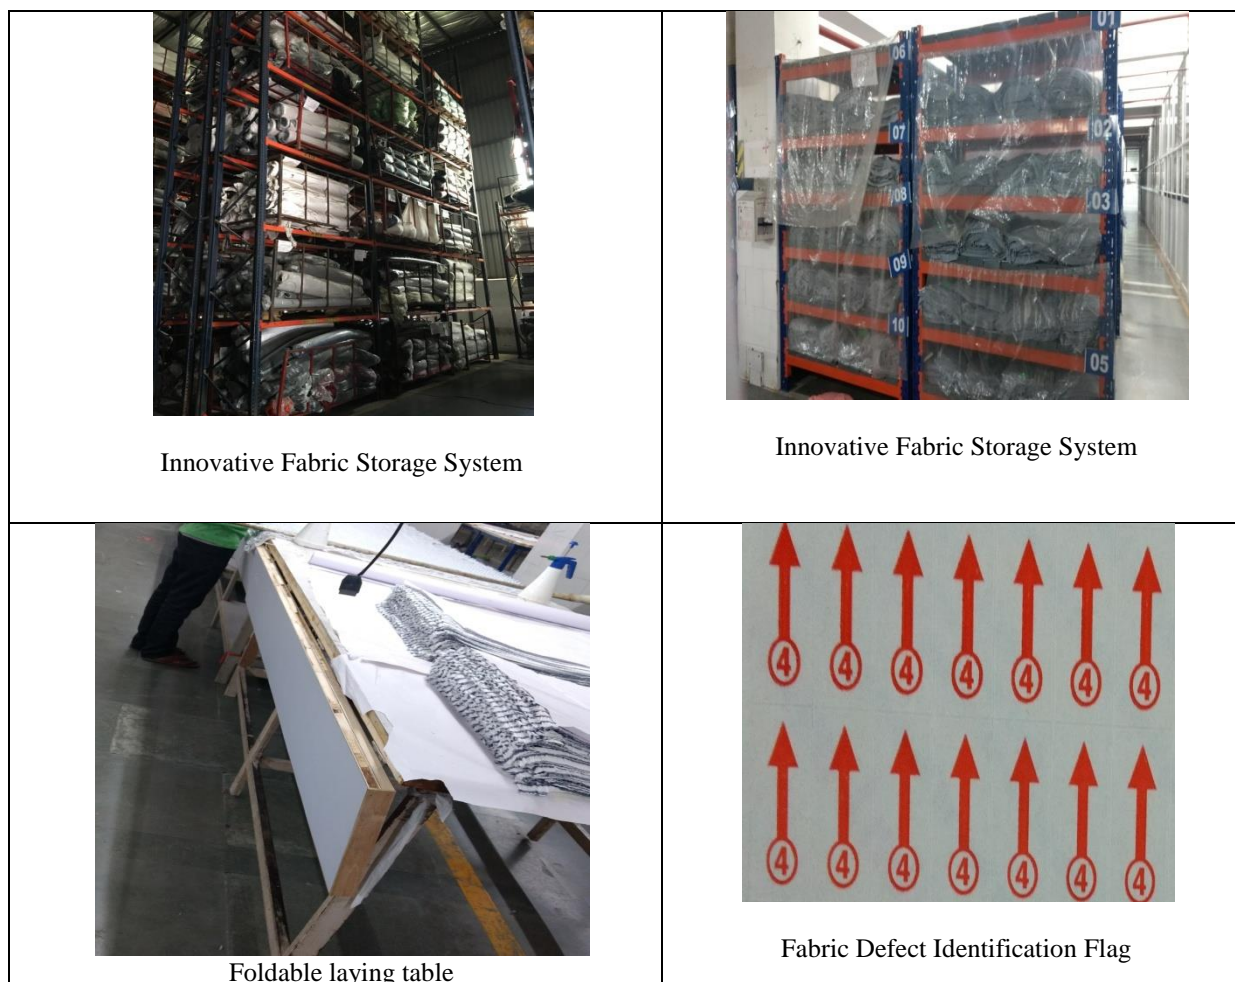 Innovative Fabric Storage System
06
01
07
02
08
03
09
10
05
Innovative Fabric Storage System
Foldable laying table
4 4 4 4 4 4 4
4 4 4 4 4 4 4
Fabric Defect Identification Flag